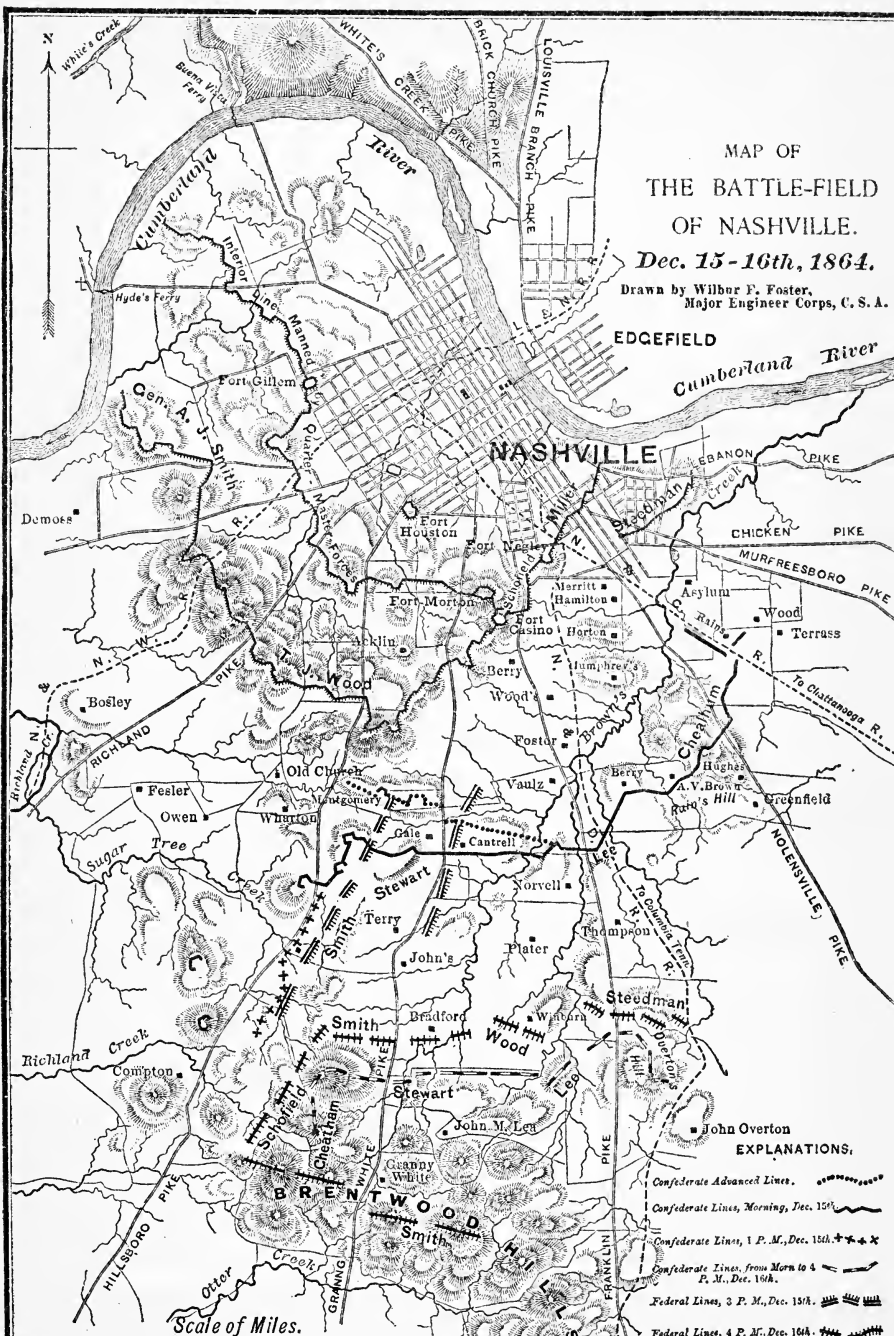 N
White's Creek
Buena Vista Ferry
WHITE'S CREEK PIKE
BRICK CHURCH PIKE
LOUISVILLE BRANCH PIKE
MAP OF
THE BATTLE-FIELD
OF NASHVILLE.
Dec. 15-16th, 1864.
Drawn by Wilbur F. Foster,
Major Engineer Corps, C. S. A.
Cumberland River
Hyde's Ferry
Interior Line Manned Quarter Master Forces
L. & N. R. R.
EDGEFIELD
Cumberland River
Fort Gillem
Gen. A. J. Smith
NASHVILLE
LEBANON PIKE
Creek
Steedman
Miller
Demoss
Fort Houston
Fort Negley
Schofield
CHICKEN PIKE
MURFREESBORO PIKE
N. & C. R. R.
Fort Morton
Merritt
Hamilton
Asylum
Wood
Terrass
Rains
Fort Casino
Horton
Acklin
T. J. Wood
Berry
Humphrey's
Wood's
To Chattanooga
N. & N. W. R. R.
RICHLAND PIKE
Bosley
Richland Cr.
Foster
Brown's
Cheathum
Old Church
Vaulx
Berry
Hughes
A.V. Brown
Rain's Hill
Greenfield
Feeler
Owen
Wharton
Montgomery
Gale
Cantrell
Lee
NOLENSVILLE PIKE
Sugar Tree Creek
Stewart
Smith
Norvell
To Columbia Tenn.
R. R.
Terry
John's
Plater
Thompson
Smith
Bradford
Winburn
Wood
Steedman
Overton's Hill
Richland Creek
Compton
Stewart
Lee
Schofield
Cheatham
John M. Lea
John Overton
Granny White
BRENTWOOD HILLS
Smith
HILLSBORO PIKE
GRANNY WHITE PIKE
FRANKLIN PIKE
Otter Creek
EXPLANATIONS:
Confederate Advanced Lines.
Confederate Lines, Morning, Dec. 15th.
Confederate Lines, 1 P. M., Dec. 15th.
Confederate Lines, from Morn to 4
P. M., Dec. 16th.
Federal Lines, 3 P. M., Dec. 15th.
Federal Lines, 4 P. M., Dec. 16th.
Scale of Miles.